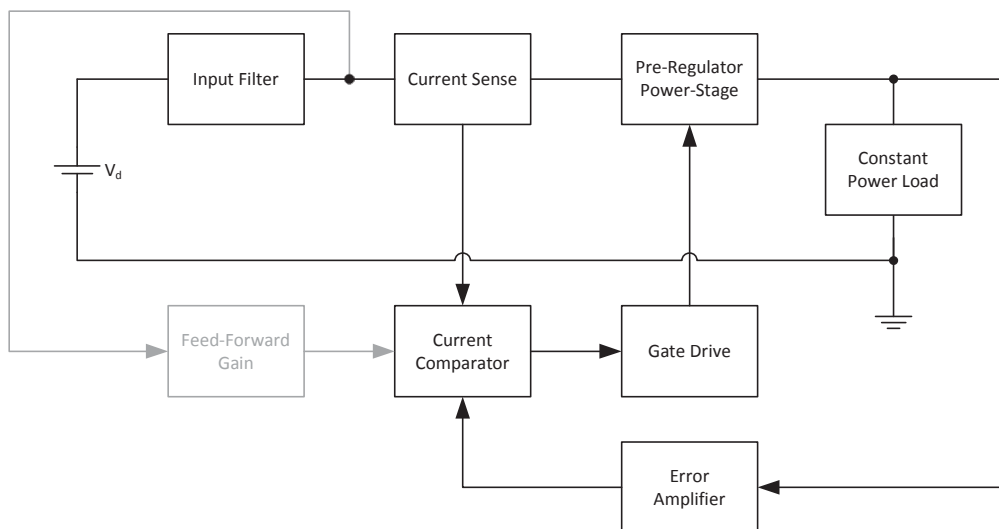 Input Filter
Current Sense
Pre-Regulator
Power-Stage
Constant
Power Load
V_d
Feed-Forward
Gain
Current
Comparator
Gate Drive
Error
Amplifier